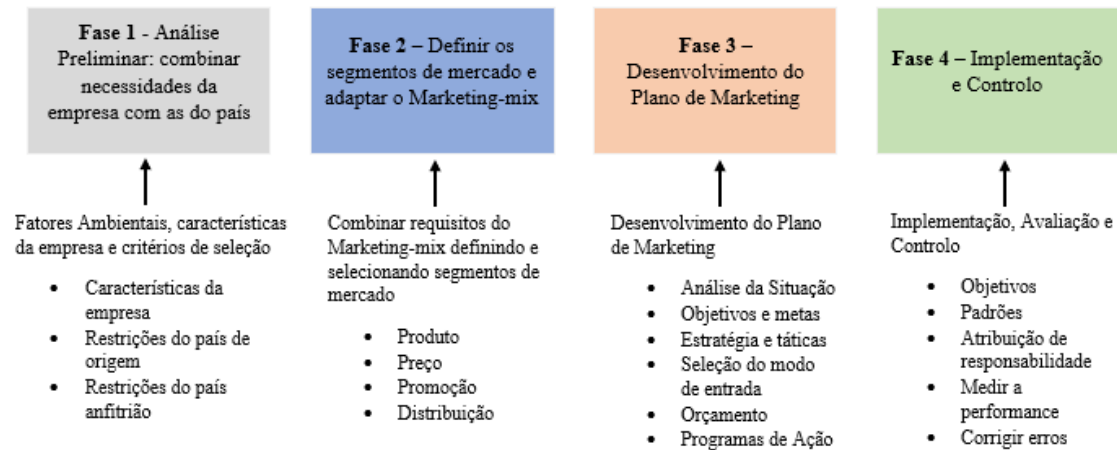 Fase 1 - Análise
Preliminar: combinar
necessidades da
empresa com as do país
Fase 2 – Definir os
segmentos de mercado e
adaptar o Marketing-mix
Fase 3 –
Desenvolvimento do
Plano de Marketing
Fase 4 – Implementação
e Controlo
Fatores Ambientais, características
da empresa e critérios de seleção
• Características da
empresa
• Restrições do país de
origem
• Restrições do país
anfitrião
Combinar requisitos do
Marketing-mix definindo e
selecionando segmentos de
mercado
• Produto
• Preço
• Promoção
• Distribuição
Desenvolvimento do Plano
de Marketing
• Análise da Situação
• Objetivos e metas
• Estratégia e táticas
• Seleção do modo
de entrada
• Orçamento
• Programas de Ação
Implementação, Avaliação e
Controlo
• Objetivos
• Padrões
• Atribuição de
responsabilidade
• Medir a
performance
• Corrigir erros